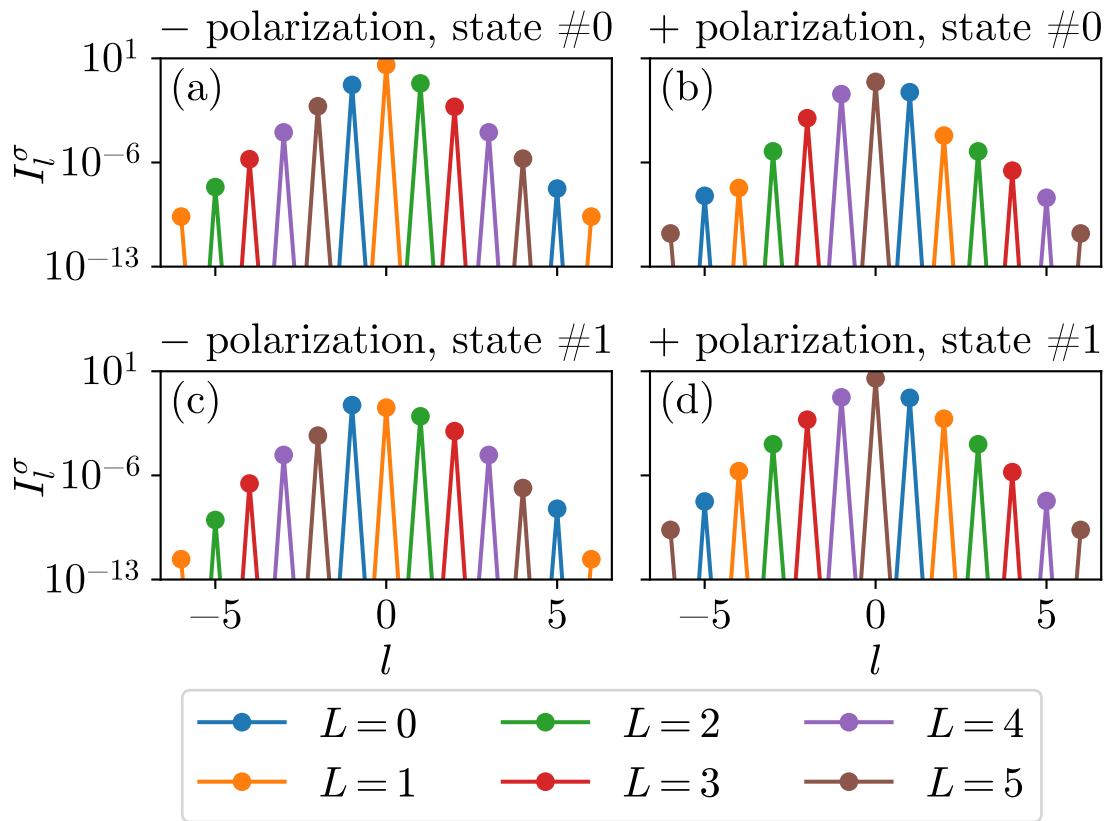 − polarization, state #0
+ polarization, state #0
10^1
10^−6
10^−13
I_l^σ
(a)
(b)
− polarization, state #1
+ polarization, state #1
10^1
10^−6
10^−13
I_l^σ
(c)
(d)
−5 0 5
−5 0 5
l
l
L = 0 L = 2 L = 4
L = 1 L = 3 L = 5